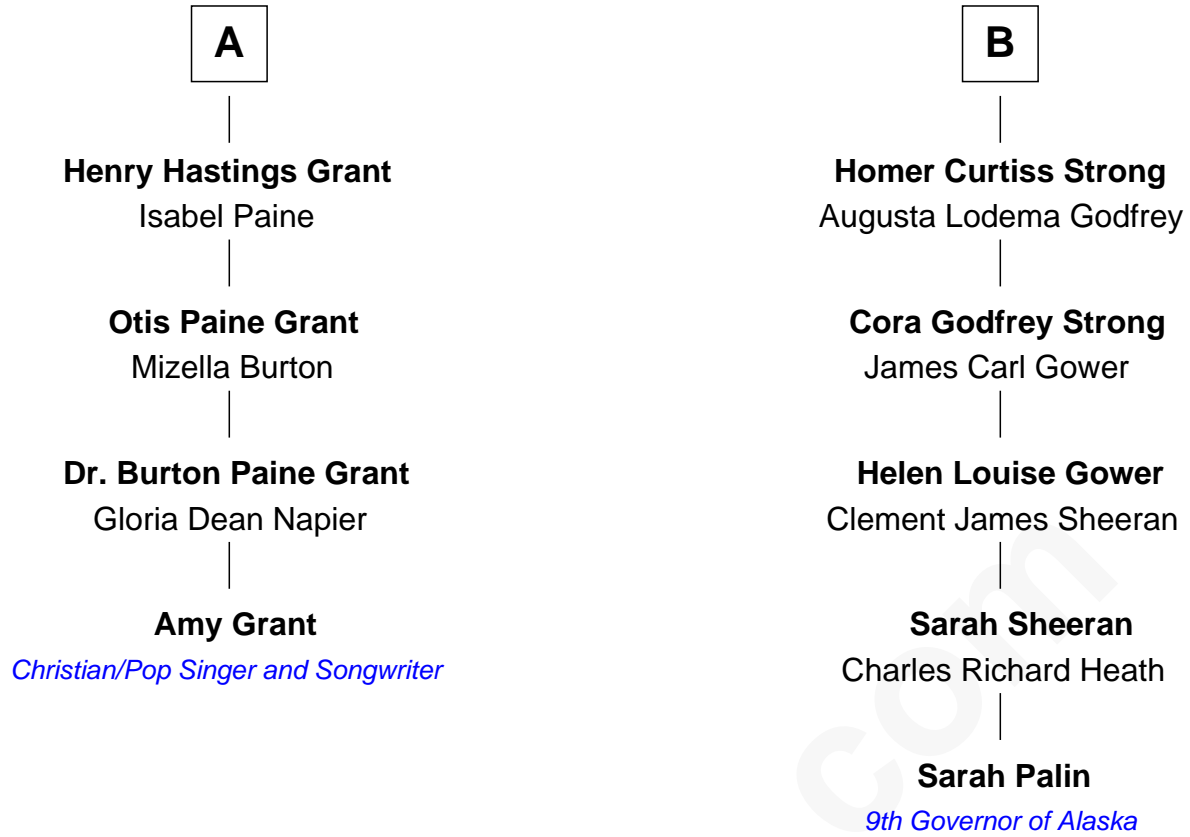 A
Henry Hastings Grant
Isabel Paine
Otis Paine Grant
Mizella Burton
Dr. Burton Paine Grant
Gloria Dean Napier
Amy Grant
Christian/Pop Singer and Songwriter
B
Homer Curtiss Strong
Augusta Lodema Godfrey
Cora Godfrey Strong
James Carl Gower
Helen Louise Gower
Clement James Sheeran
Sarah Sheeran
Charles Richard Heath
Sarah Palin
9th Governor of Alaska
com